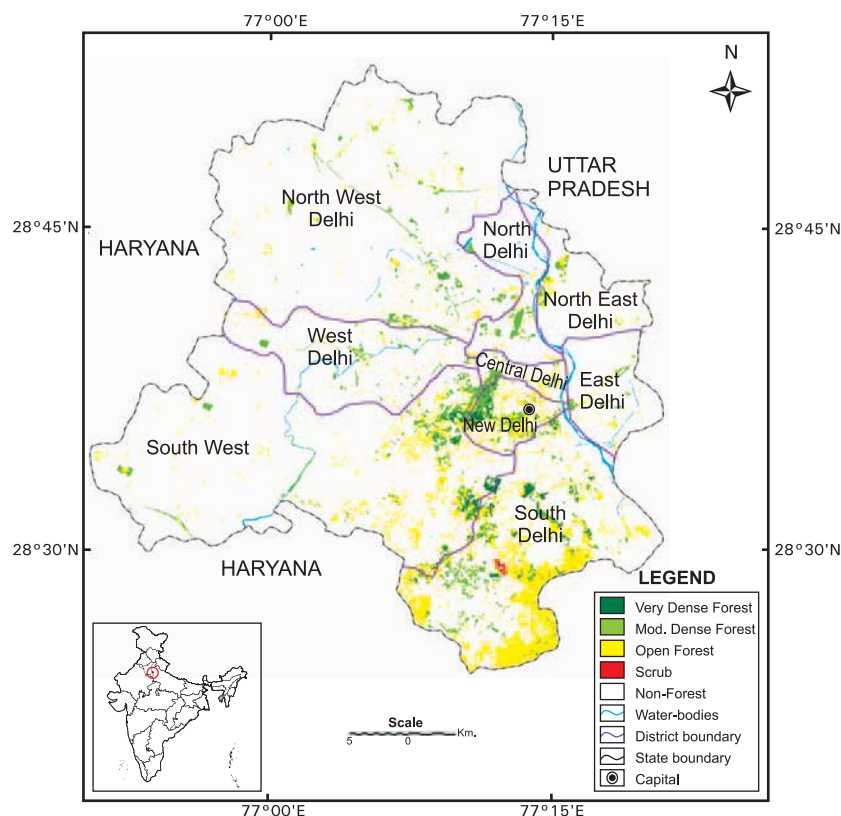 77°00'E
77°15'E
N
UTTAR
PRADESH
North West
Delhi
28°45'N
28°45'N
HARYANA
North
Delhi
North East
Delhi
West
Delhi
Central Delhi
East
Delhi
New Delhi
South West
South
Delhi
28°30'N
28°30'N
HARYANA
LEGEND
Very Dense Forest
Mod. Dense Forest
Open Forest
Scrub
Non-Forest
Water-bodies
District boundary
State boundary
Capital
Scale
5 0 Km.
77°00'E
77°15'E